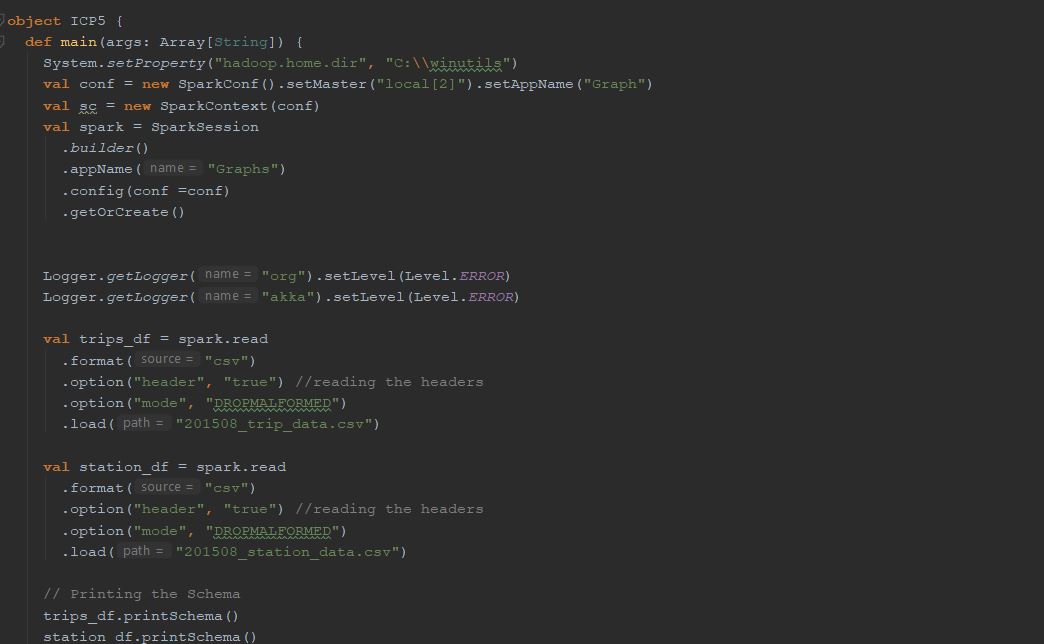 object ICP5 {
def main(args: Array[String]) {
System.setProperty("hadoop.home.dir", "C:\\winutils")
val conf = new SparkConf().setMaster("local[2]").setAppName("Graph")
val sc = new SparkContext(conf)
val spark = SparkSession
.builder()
.appName( name = "Graphs")
.config(conf =conf)
.getOrCreate()
Logger.getLogger( name = "org").setLevel(Level.ERROR)
Logger.getLogger( name = "akka").setLevel(Level.ERROR)
val trips_df = spark.read
.format( source = "csv")
.option("header", "true") //reading the headers
.option("mode", "DROPMALFORMED")
.load( path = "201508_trip_data.csv")
val station_df = spark.read
.format( source = "csv")
.option("header", "true") //reading the headers
.option("mode", "DROPMALFORMED")
.load( path = "201508_station_data.csv")
// Printing the Schema
trips_df.printSchema()
station_df.printSchema()